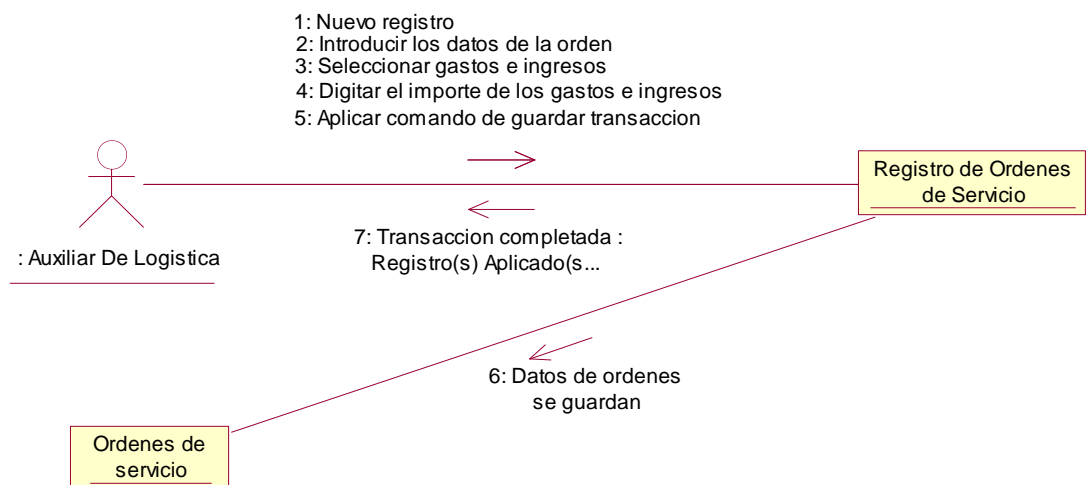 1: Nuevo registro
2: Introducir los datos de la orden
3: Seleccionar gastos e ingresos
4: Digitar el importe de los gastos e ingresos
5: Aplicar comando de guardar transaccion
Registro de Ordenes
de Servicio
7: Transaccion completada :
Registro(s) Aplicado(s...
: Auxiliar De Logistica
6: Datos de ordenes
se guardan
Ordenes de
servicio